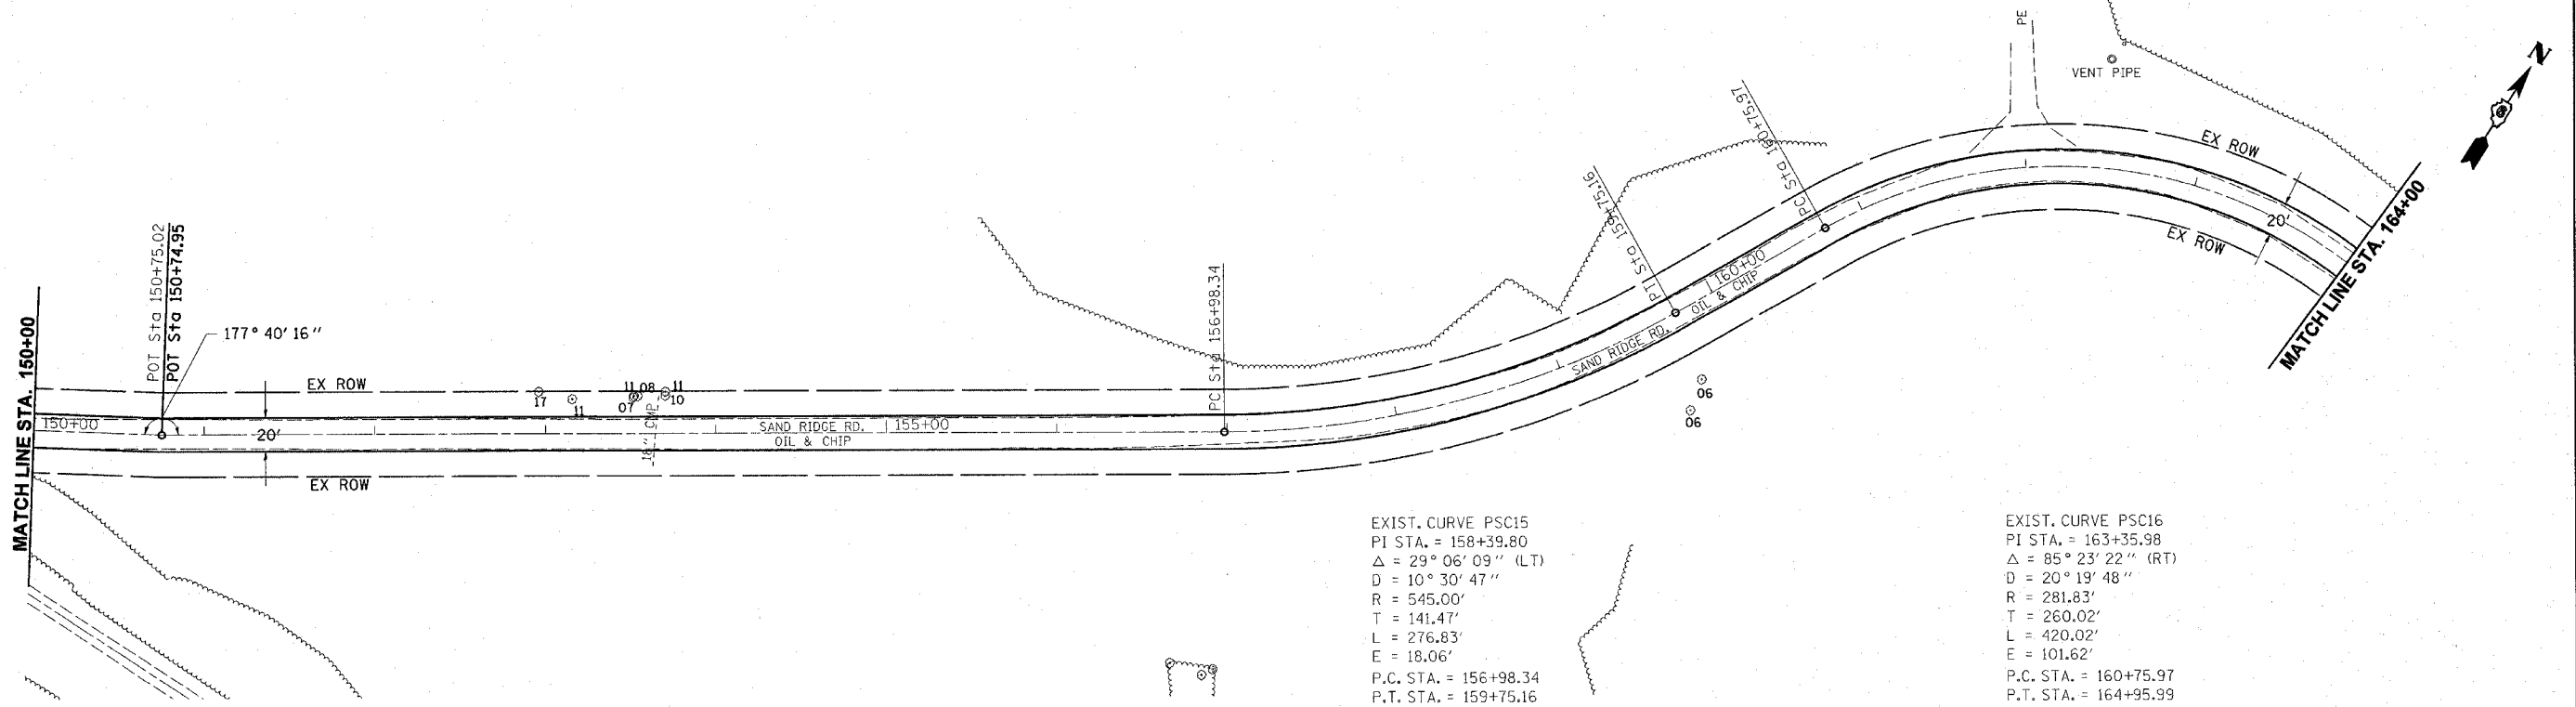 PE
VENT PIPE
N
PC Sta 160+75.97
PT Sta 159+75.16
EX ROW
EX ROW
20'
MATCH LINE STA. 164+00
POT Sta 150+75.02
POT Sta 150+74.95
177° 40' 16"
PC Sta 156+98.34
MATCH LINE STA. 150+00
EX ROW
17
11
11 08
07
11
10
18" CMP
150+00
20'
SAND RIDGE RD.
OIL & CHIP
155+00
SAND RIDGE RD.
OIL & CHIP
160+00
06
06
EX ROW
EXIST. CURVE PSC15
PI STA. = 158+39.80
Δ = 29° 06' 09" (LT)
D = 10° 30' 47"
R = 545.00'
T = 141.47'
L = 276.83'
E = 18.06'
P.C. STA. = 156+98.34
P.T. STA. = 159+75.16
EXIST. CURVE PSC16
PI STA. = 163+35.98
Δ = 85° 23' 22" (RT)
D = 20° 19' 48"
R = 281.83'
T = 260.02'
L = 420.02'
E = 101.62'
P.C. STA. = 160+75.97
P.T. STA. = 164+95.99